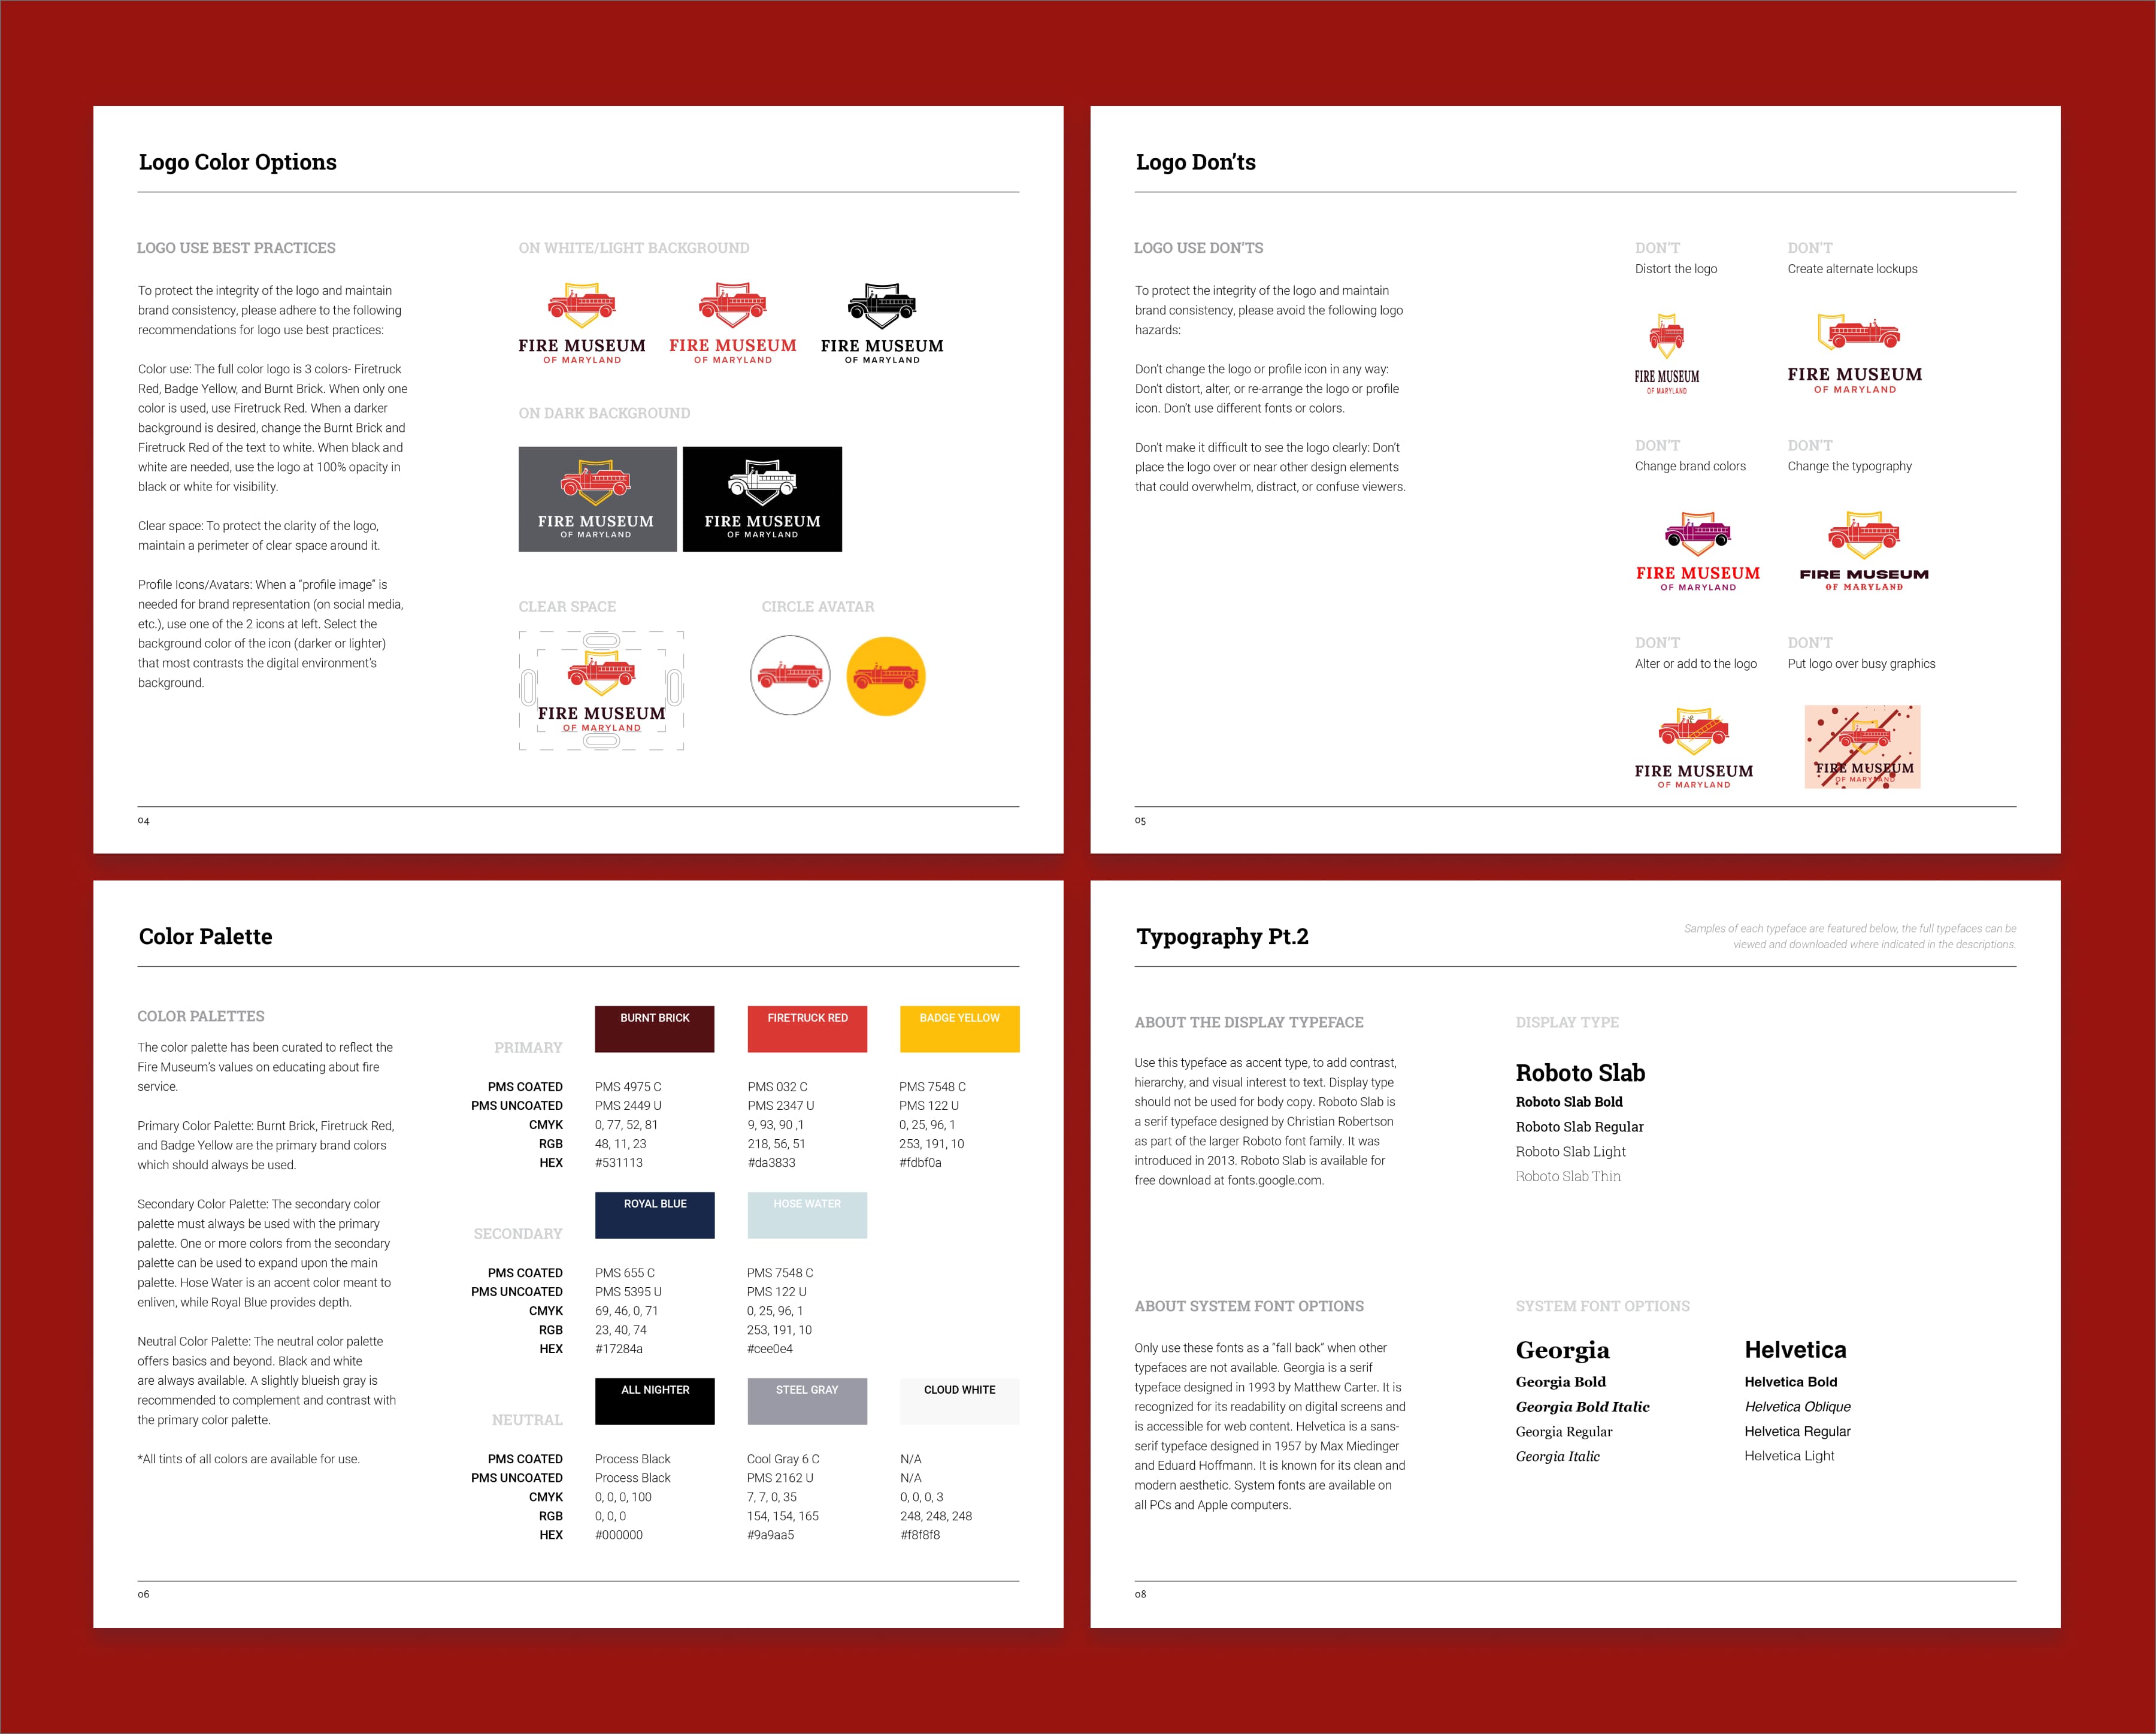 Logo Color Options
LOGO USE BEST PRACTICES
To protect the integrity of the logo and maintain
brand consistency, please adhere to the following
recommendations for logo use best practices:
Color use: The full color logo is 3 colors- Firetruck
Red, Badge Yellow, and Burnt Brick. When only one
color is used, use Firetruck Red. When a darker
background is desired, change the Burnt Brick and
Firetruck Red of the text to white. When black and
white are needed, use the logo at 100% opacity in
black or white for visibility.
Clear space: To protect the clarity of the logo,
maintain a perimeter of clear space around it.
Profile Icons/Avatars: When a “profile image” is
needed for brand representation (on social media,
etc.), use one of the 2 icons at left. Select the
background color of the icon (darker or lighter)
that most contrasts the digital environment’s
background.
ON WHITE/LIGHT BACKGROUND
FIRE MUSEUM FIRE MUSEUM FIRE MUSEUM
OF MARYLAND OF MARYLAND OF MARYLAND
ON DARK BACKGROUND
FIRE MUSEUM FIRE MUSEUM
OF MARYLAND OF MARYLAND
CLEAR SPACE CIRCLE AVATAR
FIRE MUSEUM
OF MARYLAND
04
Logo Don’ts
LOGO USE DON’TS
To protect the integrity of the logo and maintain
brand consistency, please avoid the following logo
hazards:
Don’t change the logo or profile icon in any way:
Don’t distort, alter, or re-arrange the logo or profile
icon. Don’t use different fonts or colors.
Don’t make it difficult to see the logo clearly: Don’t
place the logo over or near other design elements
that could overwhelm, distract, or confuse viewers.
DON’T DON’T
Distort the logo Create alternate lockups
FIRE MUSEUM FIRE MUSEUM
OF MARYLAND OF MARYLAND
DON’T DON’T
Change brand colors Change the typography
FIRE MUSEUM FIRE MUSEUM
OF MARYLAND OF MARYLAND
DON’T DON’T
Alter or add to the logo Put logo over busy graphics
FIRE MUSEUM FIRE MUSEUM
OF MARYLAND OF MARYLAND
05
Color Palette
COLOR PALETTES
The color palette has been curated to reflect the
Fire Museum’s values on educating about fire
service.
Primary Color Palette: Burnt Brick, Firetruck Red,
and Badge Yellow are the primary brand colors
which should always be used.
Secondary Color Palette: The secondary color
palette must always be used with the primary
palette. One or more colors from the secondary
palette can be used to expand upon the main
palette. Hose Water is an accent color meant to
enliven, while Royal Blue provides depth.
Neutral Color Palette: The neutral color palette
offers basics and beyond. Black and white
are always available. A slightly blueish gray is
recommended to complement and contrast with
the primary color palette.
*All tints of all colors are available for use.
BURNT BRICK FIRETRUCK RED BADGE YELLOW
PRIMARY
PMS COATED PMS 4975 C PMS 032 C PMS 7548 C
PMS UNCOATED PMS 2449 U PMS 2347 U PMS 122 U
CMYK 0, 77, 52, 81 9, 93, 90 ,1 0, 25, 96, 1
RGB 48, 11, 23 218, 56, 51 253, 191, 10
HEX #531113 #da3833 #fdbf0a
ROYAL BLUE HOSE WATER
SECONDARY
PMS COATED PMS 655 C PMS 7548 C
PMS UNCOATED PMS 5395 U PMS 122 U
CMYK 69, 46, 0, 71 0, 25, 96, 1
RGB 23, 40, 74 253, 191, 10
HEX #17284a #cee0e4
ALL NIGHTER STEEL GRAY CLOUD WHITE
NEUTRAL
PMS COATED Process Black Cool Gray 6 C N/A
PMS UNCOATED Process Black PMS 2162 U N/A
CMYK 0, 0, 0, 100 7, 7, 0, 35 0, 0, 0, 3
RGB 0, 0, 0 154, 154, 165 248, 248, 248
HEX #000000 #9a9aa5 #f8f8f8
06
Typography Pt.2
Samples of each typeface are featured below, the full typefaces can be
viewed and downloaded where indicated in the descriptions.
ABOUT THE DISPLAY TYPEFACE
Use this typeface as accent type, to add contrast,
hierarchy, and visual interest to text. Display type
should not be used for body copy. Roboto Slab is
a serif typeface designed by Christian Robertson
as part of the larger Roboto font family. It was
introduced in 2013. Roboto Slab is available for
free download at fonts.google.com.
DISPLAY TYPE
Roboto Slab
Roboto Slab Bold
Roboto Slab Regular
Roboto Slab Light
Roboto Slab Thin
ABOUT SYSTEM FONT OPTIONS
Only use these fonts as a “fall back” when other
typefaces are not available. Georgia is a serif
typeface designed in 1993 by Matthew Carter. It is
recognized for its readability on digital screens and
is accessible for web content. Helvetica is a sans-
serif typeface designed in 1957 by Max Miedinger
and Eduard Hoffmann. It is known for its clean and
modern aesthetic. System fonts are available on
all PCs and Apple computers.
SYSTEM FONT OPTIONS
Georgia Helvetica
Georgia Bold Helvetica Bold
Georgia Bold Italic Helvetica Oblique
Georgia Regular Helvetica Regular
Georgia Italic Helvetica Light
08